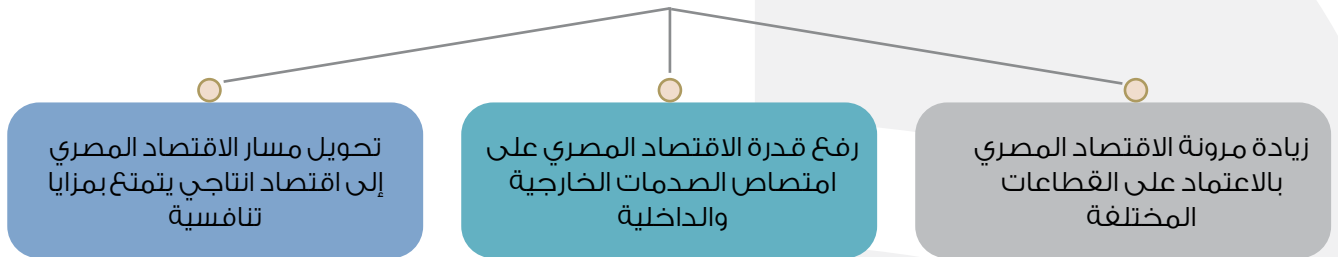 زيادة مرونة الاقتصاد المصري
بالاعتماد على القطاعات
المختلفة
رفع قدرة الاقتصاد المصري على
امتصاص الصدمات الخارجية
والداخلية
تحويل مسار الاقتصاد المصري
إلى اقتصاد انتاجي يتمتع بمزايا
تنافسية